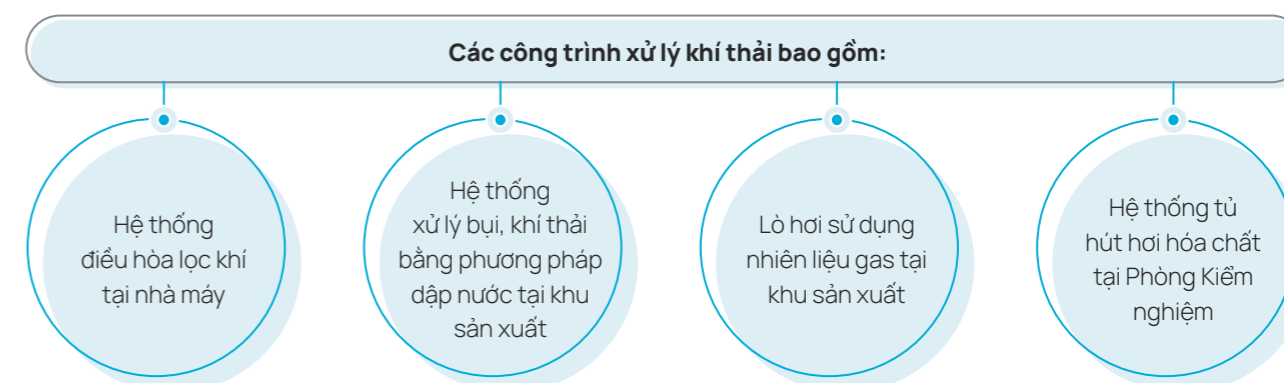 Các công trình xử lý khí thải bao gồm:
Hệ thống
điều hòa lọc khí
tại nhà máy
Hệ thống
xử lý bụi, khí thải
bằng phương pháp
dập nước tại khu
sản xuất
Lò hơi sử dụng
nhiên liệu gas tại
khu sản xuất
Hệ thống tủ
hút hơi hóa chất
tại Phòng Kiểm
nghiệm